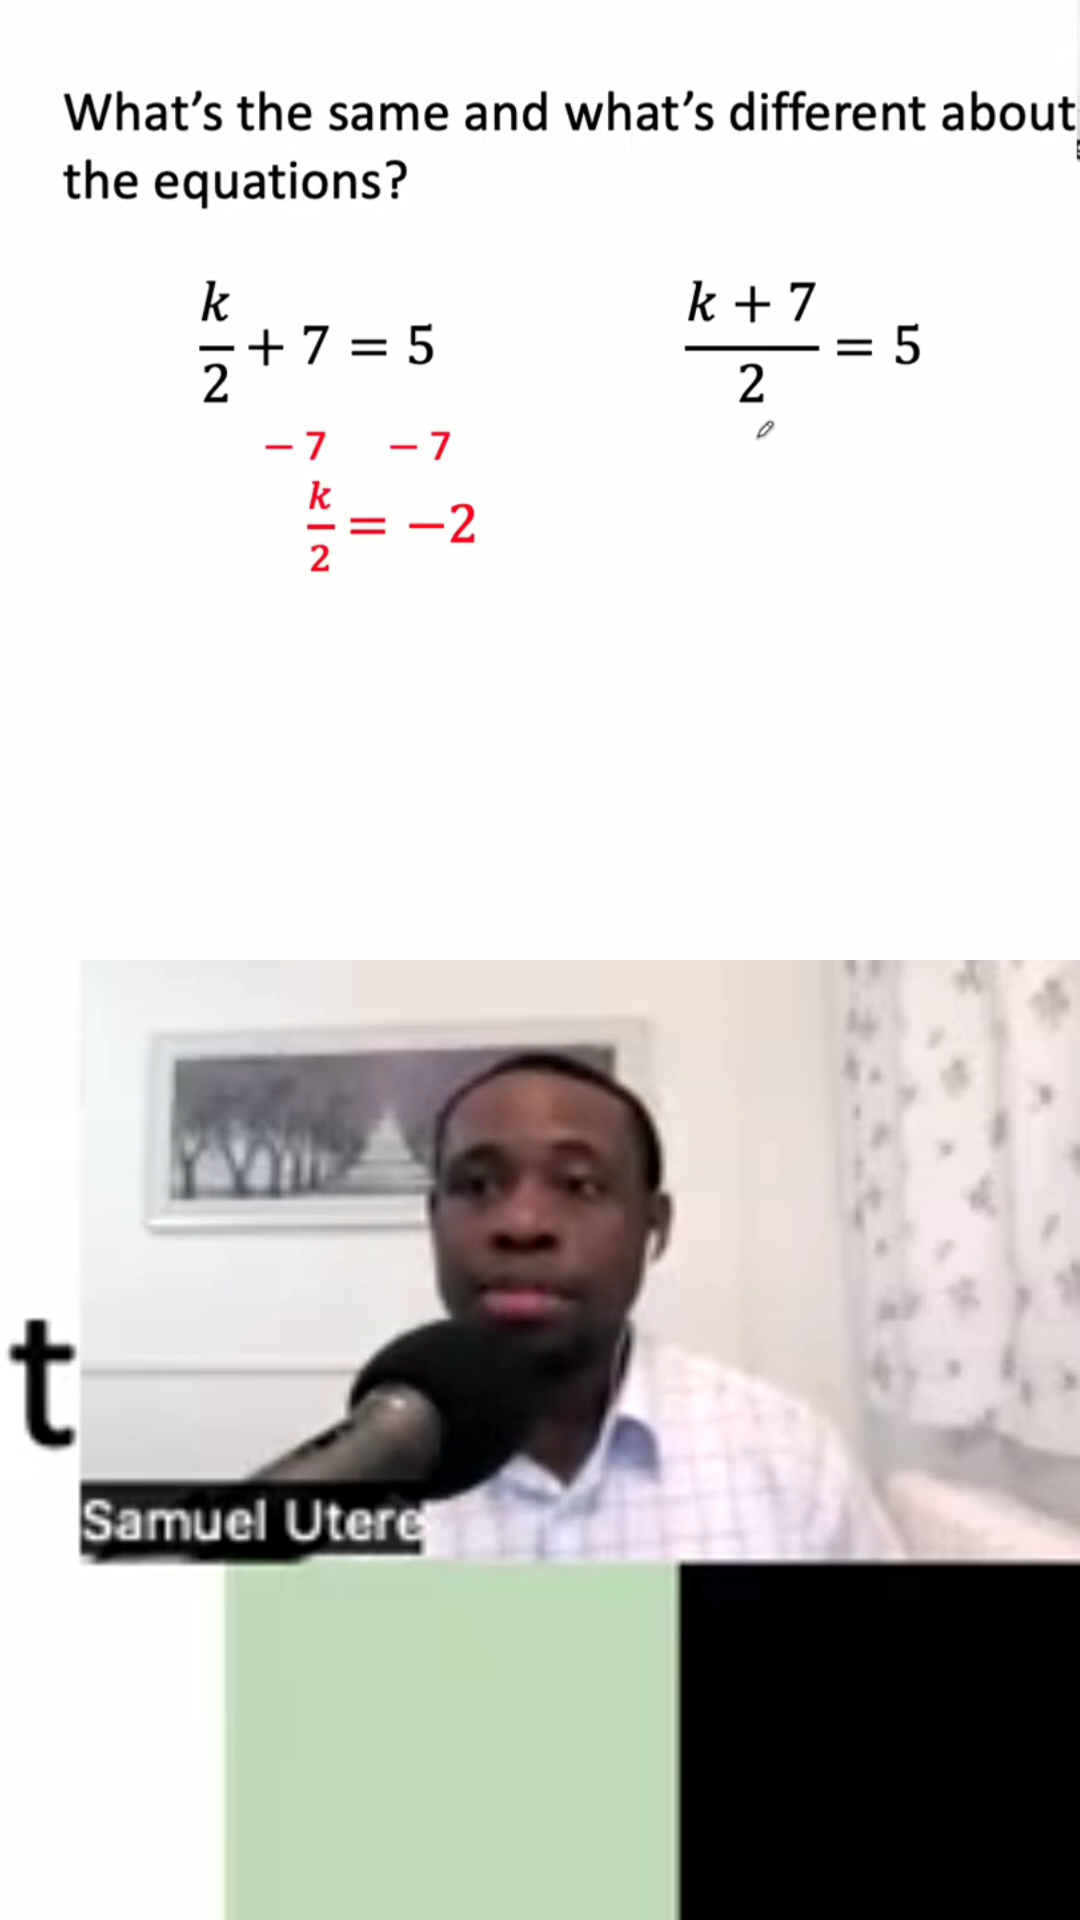 What’s the same and what’s different about
the equations?
k/2 + 7 = 5
(k + 7)/2 = 5
− 7 − 7
k/2 = −2
t
Samuel Utere